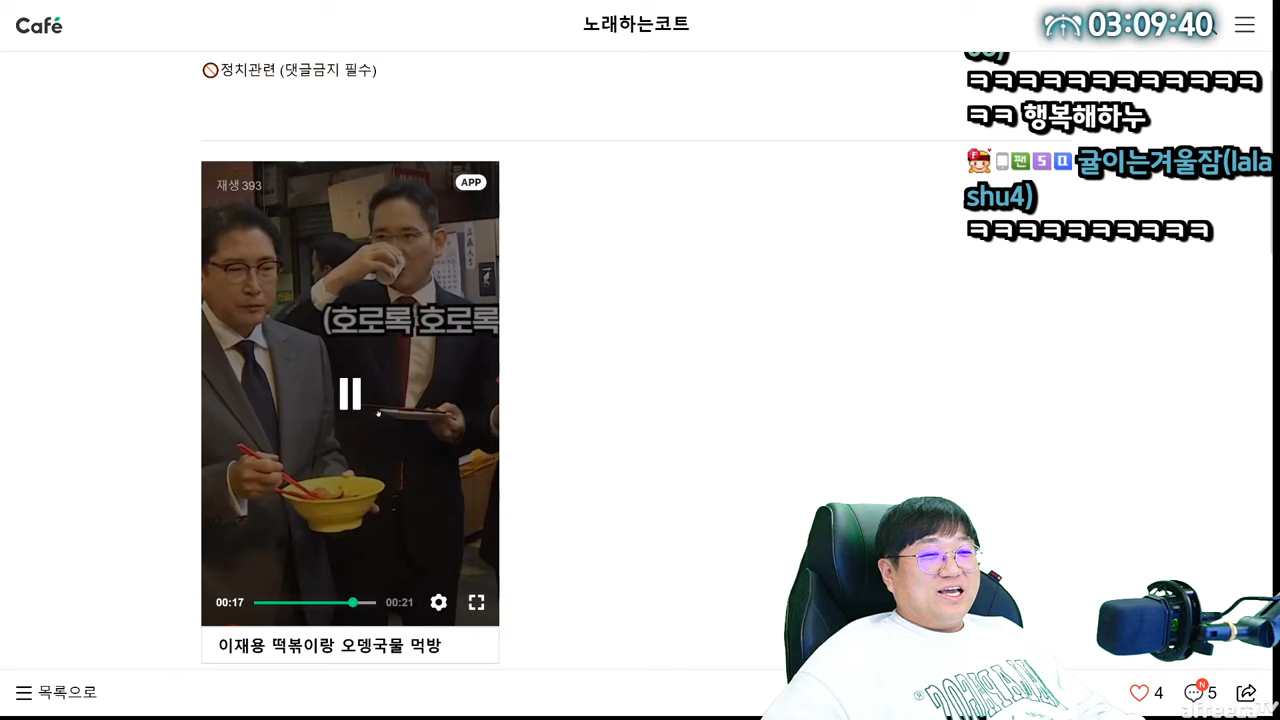 Café
노래하는코트
03:09:40
정치관련 (댓글금지 필수)
ㅋㅋㅋㅋㅋㅋㅋㅋㅋㅋㅋㅋ
ㅋㅋ 행복해하누
팬 S 귤이는겨울잠(lala
shu4)
ㅋㅋㅋㅋㅋㅋㅋㅋㅋㅋ
재생 393
APP
(호로록 호로록
00:17
00:21
이재용 떡볶이랑 오뎅국물 먹방
목록으로
4
N
5
afreecaTV